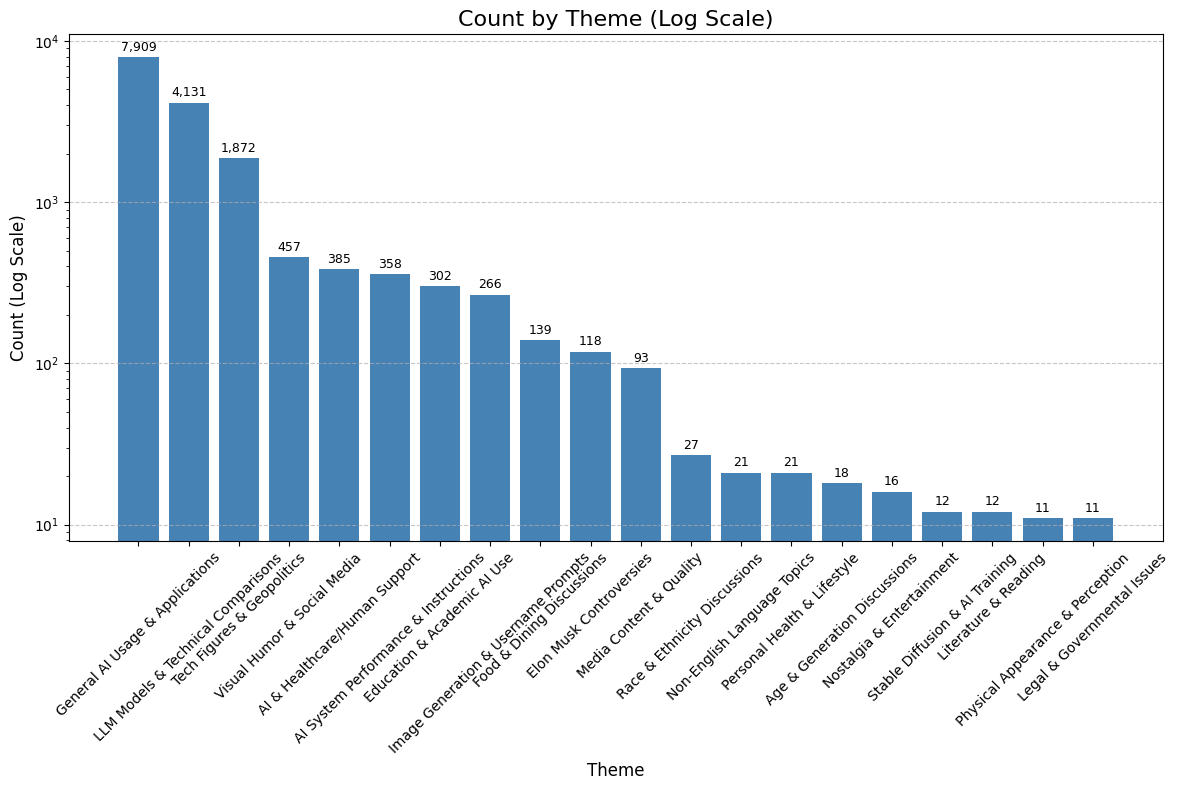 Count by Theme (Log Scale)
Count (Log Scale)
10⁴
10³
10²
10¹
7,909
4,131
1,872
457
385
358
302
266
139
118
93
27
21
21
18
16
12
12
11
11
General AI Usage & Applications
LLM Models & Technical Comparisons
Tech Figures & Geopolitics
Visual Humor & Social Media
AI & Healthcare/Human Support
AI System Performance & Instructions
Education & Academic AI Use
Image Generation & Username Prompts
Food & Dining Discussions
Elon Musk Controversies
Media Content & Quality
Race & Ethnicity Discussions
Non-English Language Topics
Personal Health & Lifestyle
Age & Generation Discussions
Nostalgia & Entertainment
Stable Diffusion & AI Training
Literature & Reading
Physical Appearance & Perception
Legal & Governmental Issues
Theme